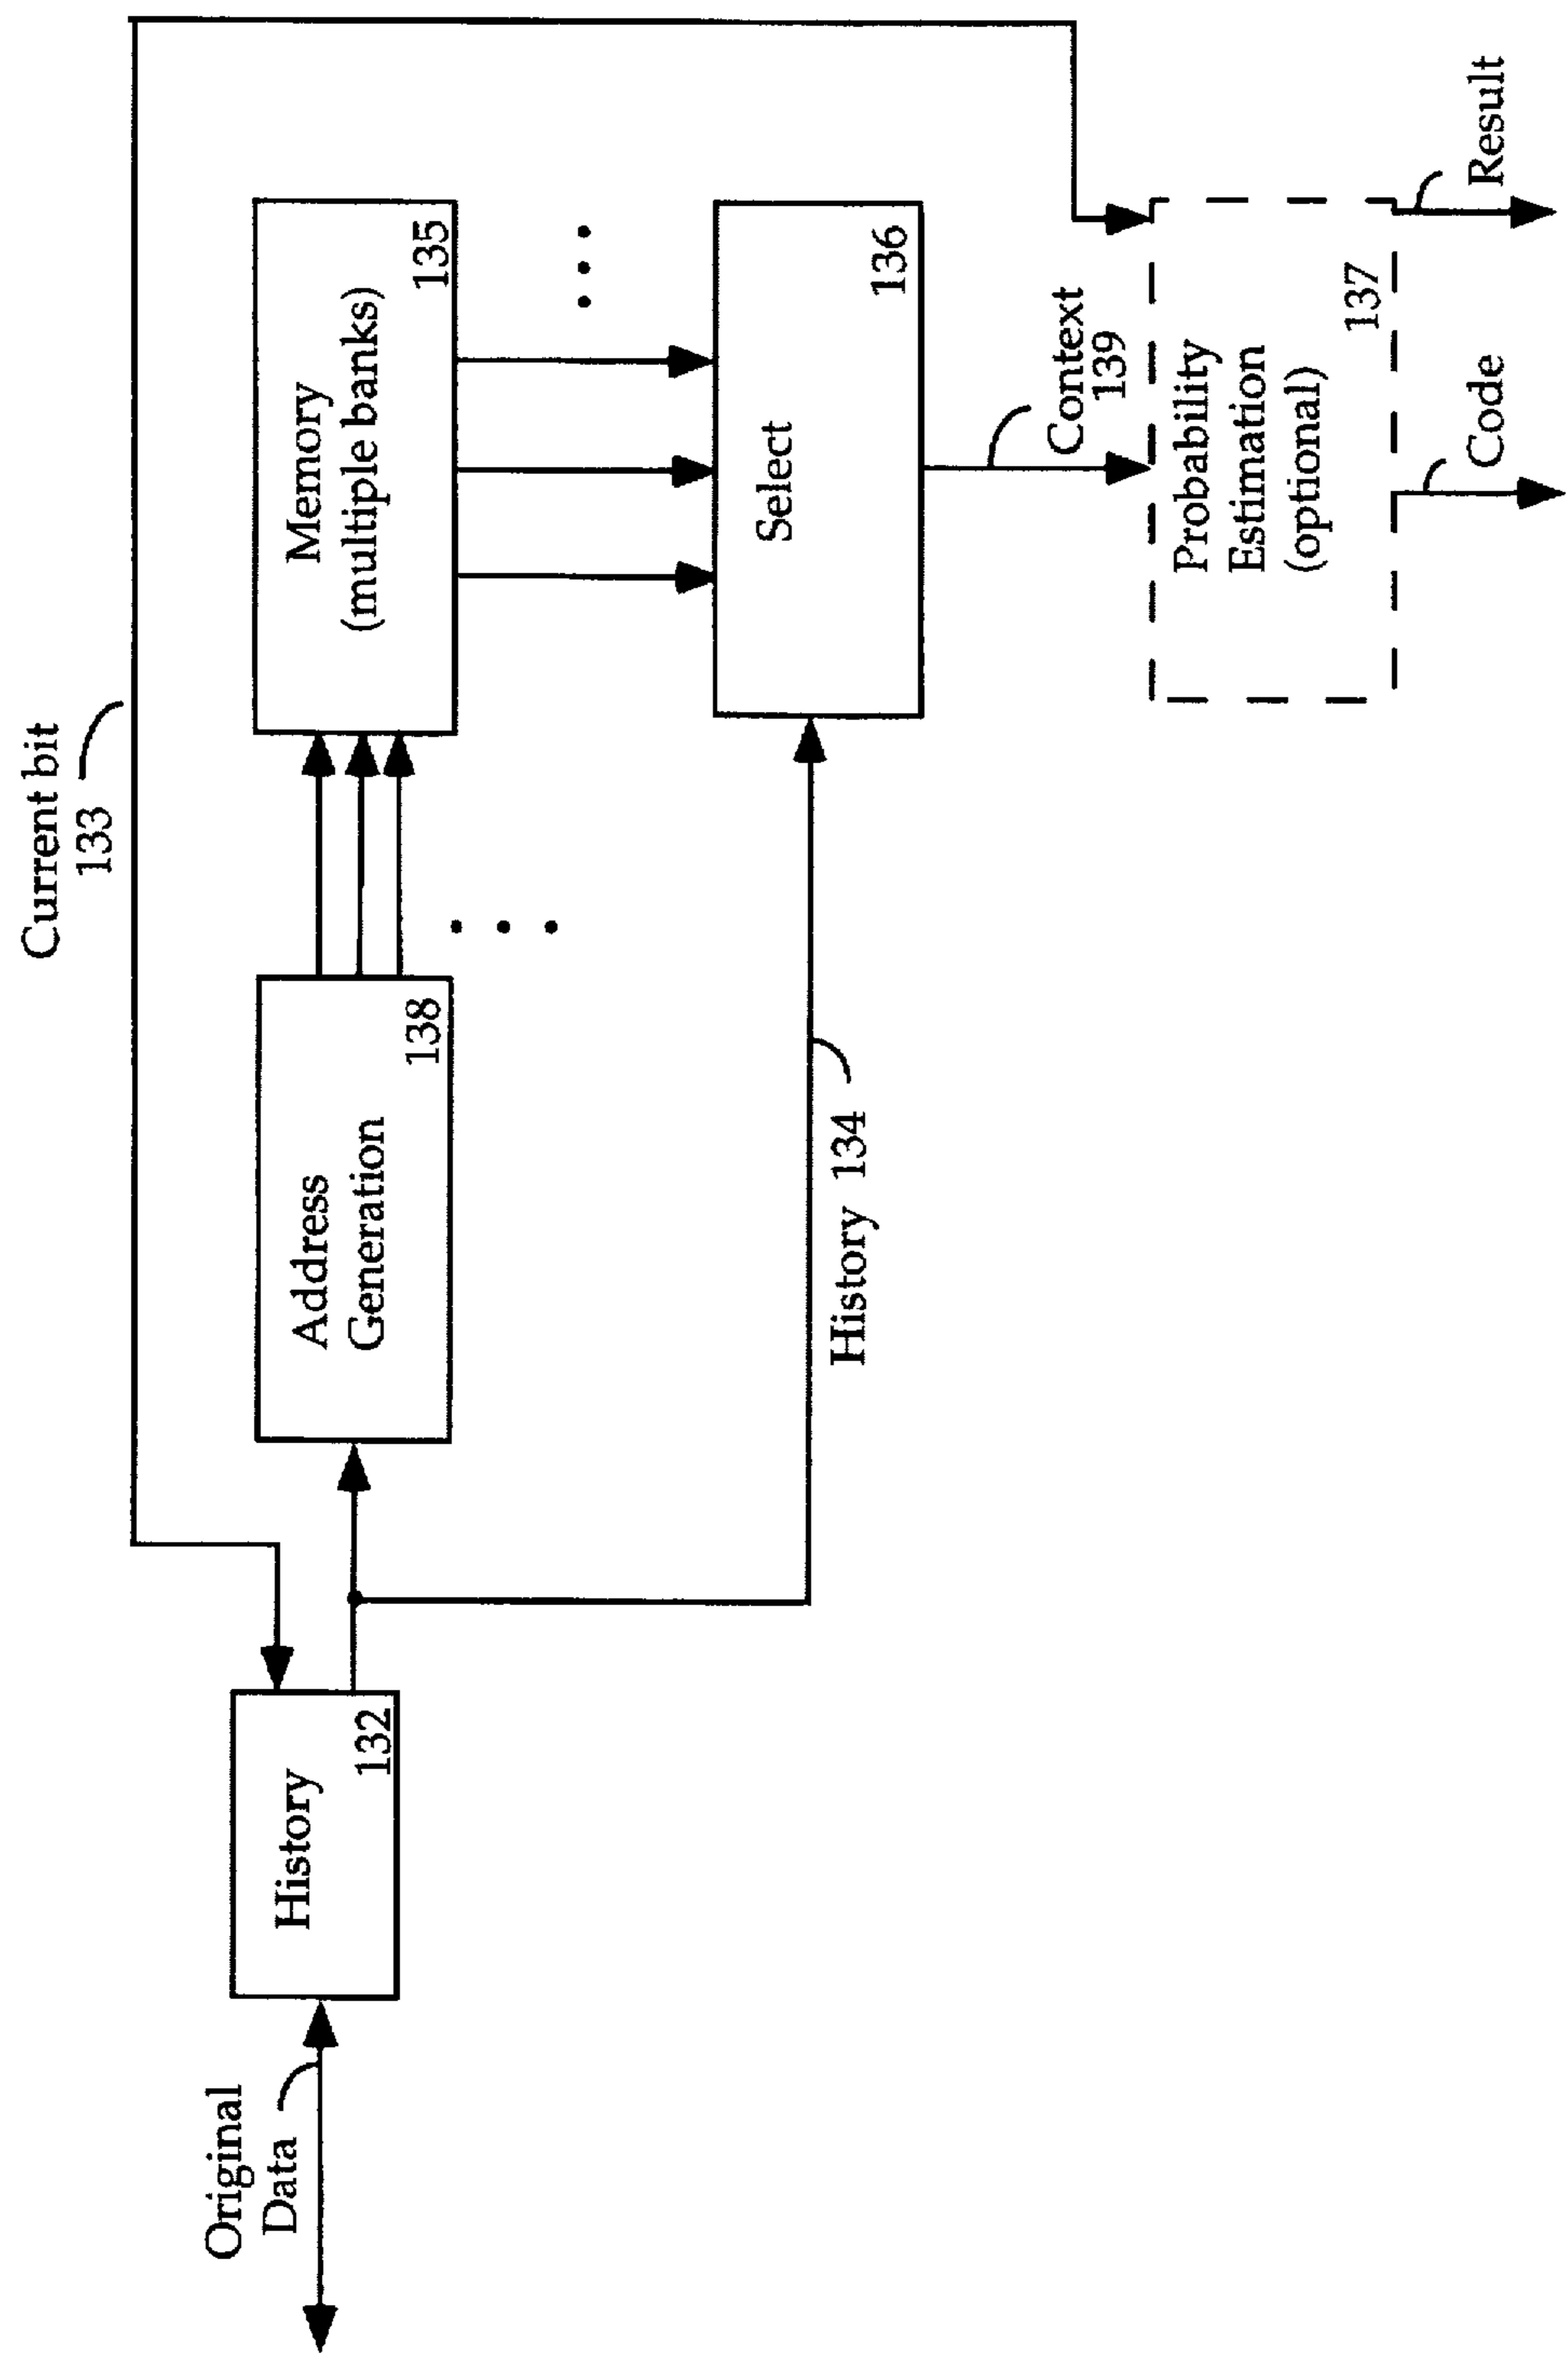 Original
Data
History
132
Current bit
133
Address
Generation
138
Memory
(multiple banks)
135
History 134
Select
136
Context
139
Probability
Estimation
(optional)
137
Code
Result